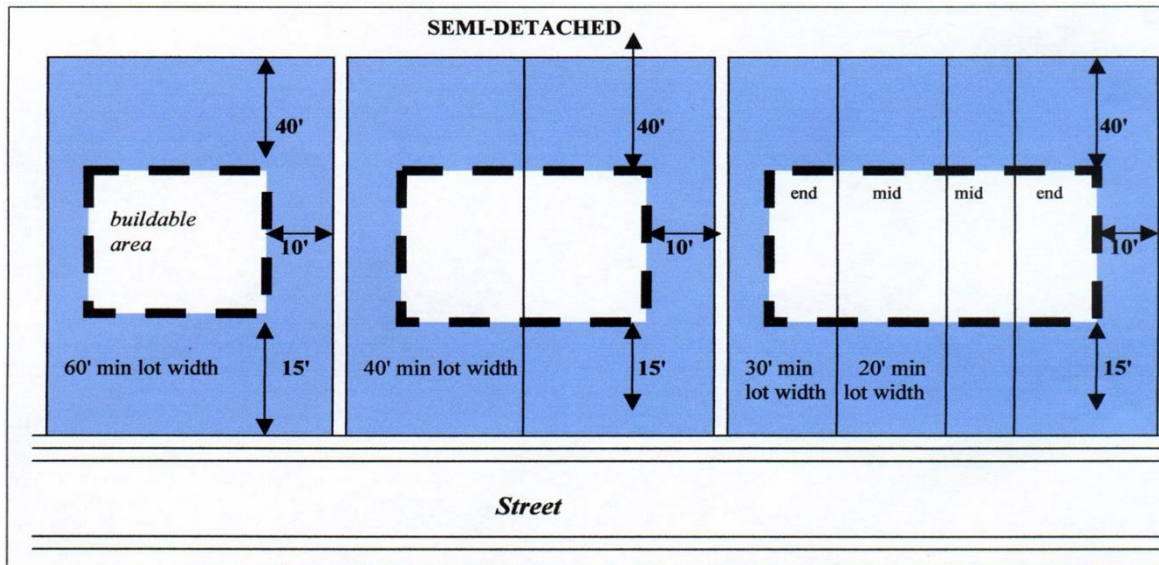 SEMI-DETACHED
40'
buildable
area
10'
60' min lot width
15'
10'
40' min lot width
15'
40'
end
mid
mid
end
10'
30' min
lot width
20' min
lot width
15'
Street